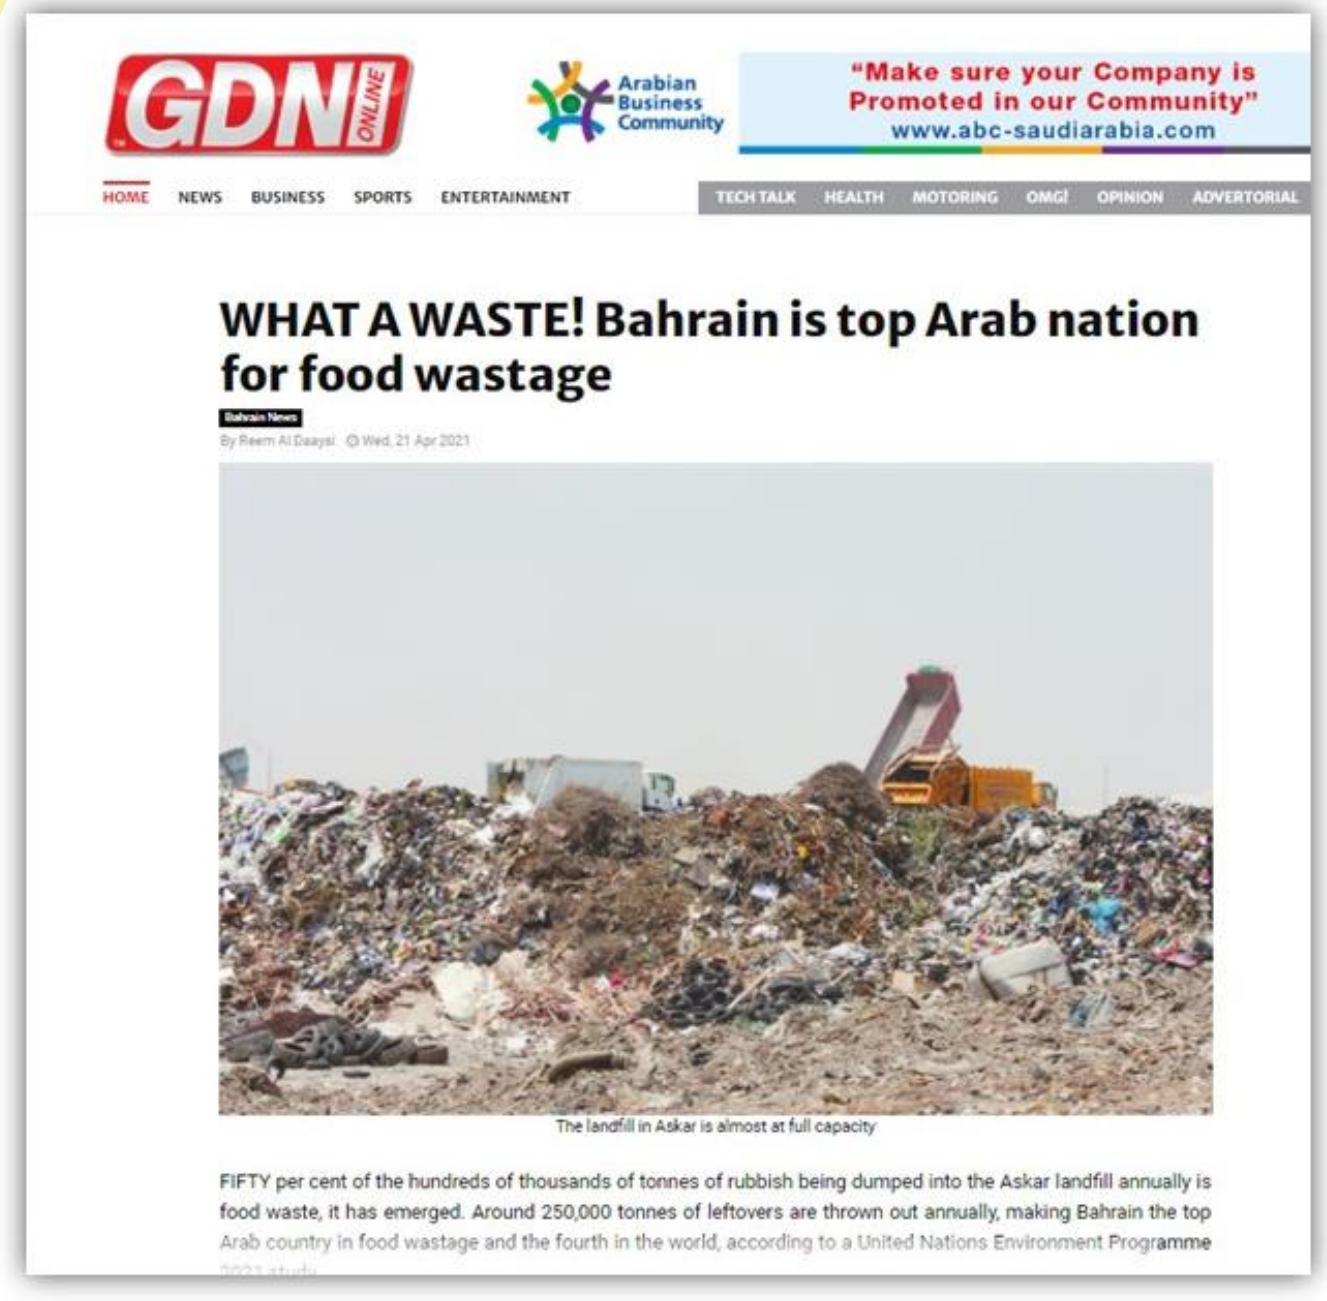 GDN ONLINE
Arabian
Business
Community
“Make sure your Company is
Promoted in our Community”
www.abc-saudiarabia.com
HOME NEWS BUSINESS SPORTS ENTERTAINMENT TECH TALK HEALTH MOTORING OMG! OPINION ADVERTORIAL
WHAT A WASTE! Bahrain is top Arab nation
for food wastage
Bahrain News
By Reem Al Daaysi Wed, 21 Apr 2021
The landfill in Askar is almost at full capacity
FIFTY per cent of the hundreds of thousands of tonnes of rubbish being dumped into the Askar landfill annually is
food waste, it has emerged. Around 250,000 tonnes of leftovers are thrown out annually, making Bahrain the top
Arab country in food wastage and the fourth in the world, according to a United Nations Environment Programme
study